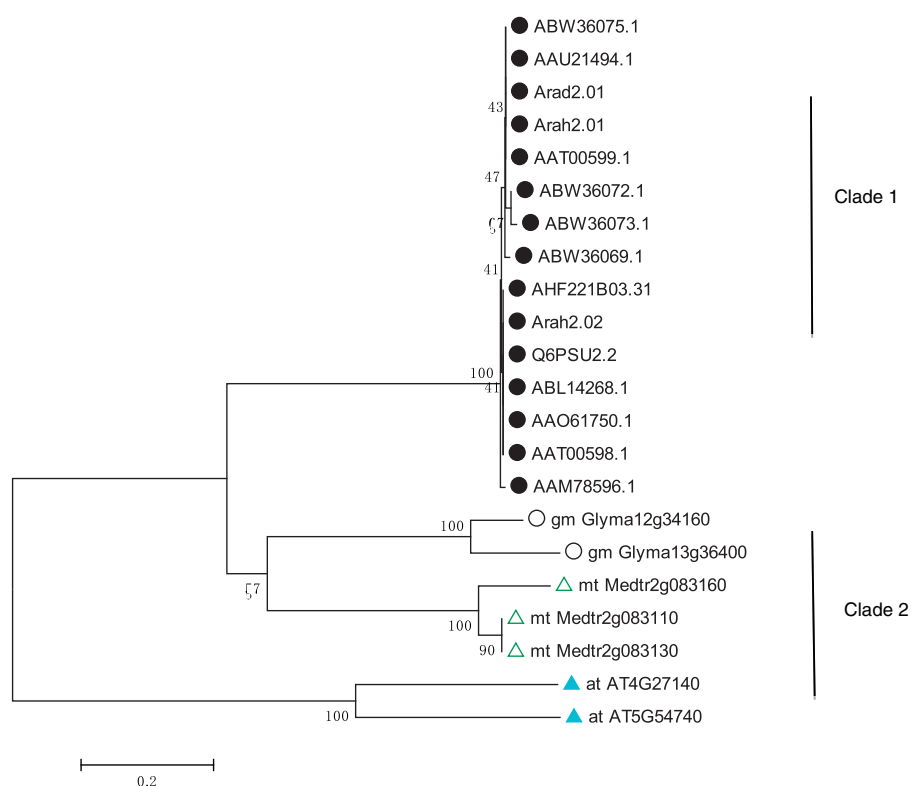 ABW36075.1
AAU21494.1
Arad2.01
43
Arah2.01
AAT00599.1
47
ABW36072.1
Clade 1
57
ABW36073.1
ABW36069.1
41
AHF221B03.31
Arah2.02
Q6PSU2.2
100
41
ABL14268.1
AAO61750.1
AAT00598.1
AAM78596.1
100
gm Glyma12g34160
gm Glyma13g36400
57
mt Medtr2g083160
Clade 2
100
mt Medtr2g083110
90
mt Medtr2g083130
at AT4G27140
100
at AT5G54740
0.2